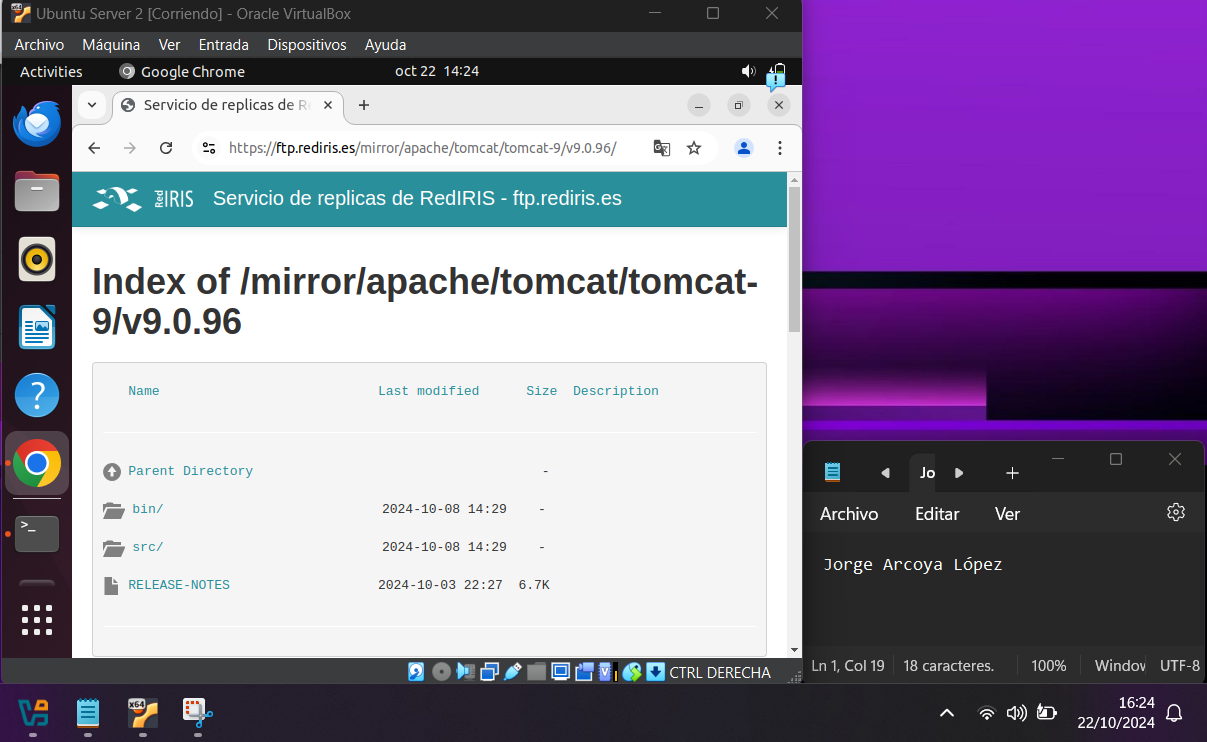 Ubuntu Server 2 [Corriendo] - Oracle VirtualBox
Archivo Máquina Ver Entrada Dispositivos Ayuda
Activities Google Chrome oct 22 14:24
Servicio de replicas de R
https://ftp.rediris.es/mirror/apache/tomcat/tomcat-9/v9.0.96/
RedIRIS Servicio de replicas de RedIRIS - ftp.rediris.es
Index of /mirror/apache/tomcat/tomcat-
9/v9.0.96
Name Last modified Size Description
Parent Directory -
bin/ 2024-10-08 14:29 -
src/ 2024-10-08 14:29 -
RELEASE-NOTES 2024-10-03 22:27 6.7K
CTRL DERECHA
Jo
Archivo Editar Ver
Jorge Arcoya López
Ln 1, Col 19 18 caracteres. 100% Window UTF-8
x64
16:24
22/10/2024